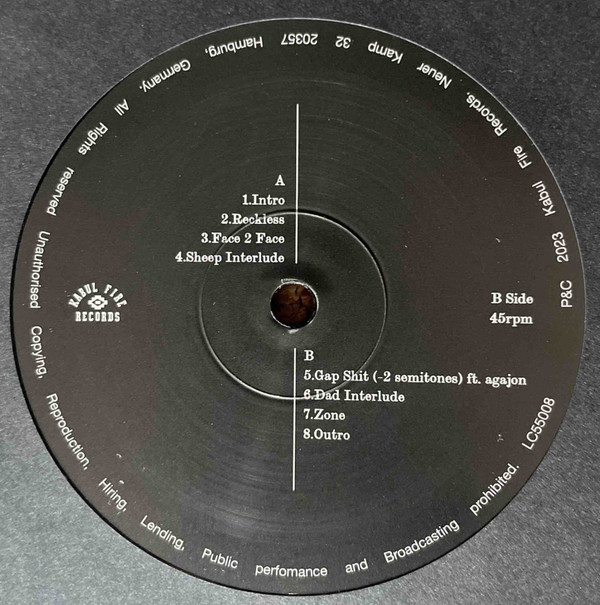 A
1.Intro
2.Reckless
3.Face 2 Face
4.Sheep Interlude
KABUL FIRE
RECORDS
B Side
45rpm
B
5.Gap Shit (-2 semitones) ft. agajon
6.Dad Interlude
7.Zone
8.Outro
P&C 2023 Kabul Fire Records. Neuer Kamp 32 20357 Hamburg, Germany. All Rights reserved Unauthorised Copying, Reproduction, Hiring, Lending, Public perfomance and Broadcasting prohibited. LC55008